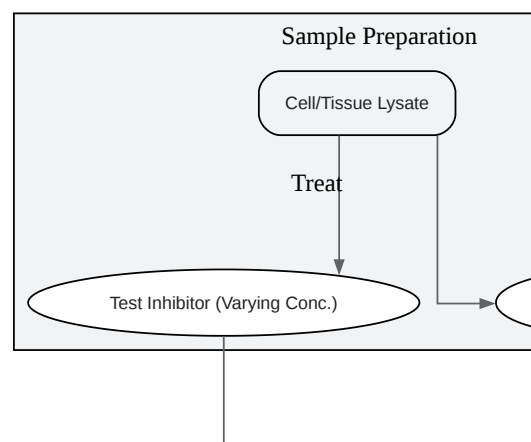 Sample Preparation
Cell/Tissue Lysate
Treat
Test Inhibitor (Varying Conc.)